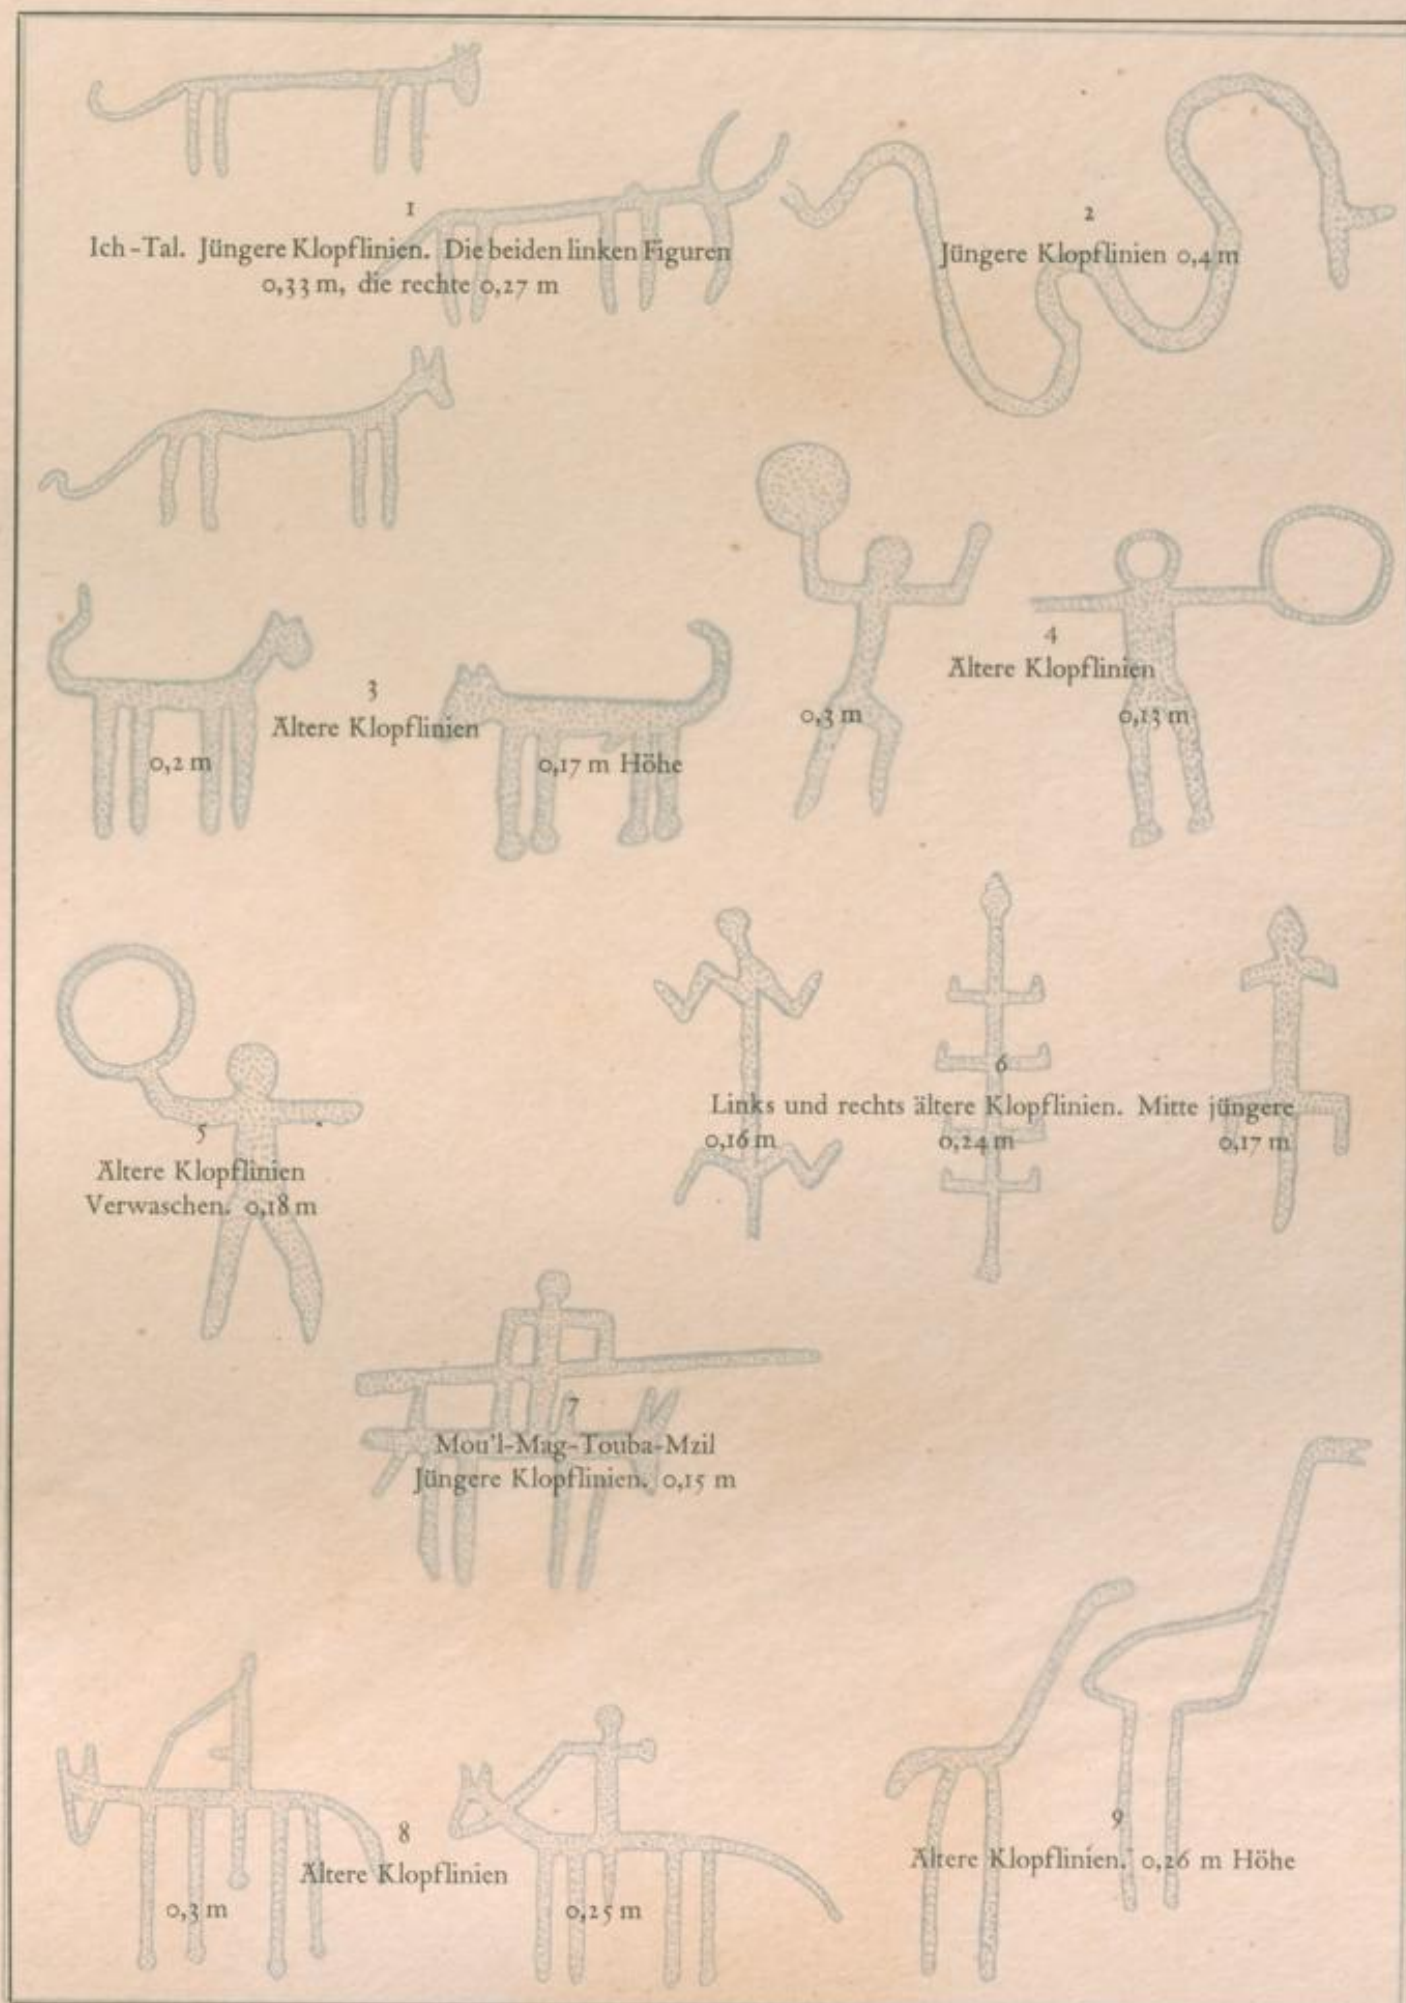 1
Ich-Tal. Jüngere Klopflinien. Die beiden linken Figuren
0,33 m, die rechte 0,27 m
2
Jüngere Klopflinien 0,4 m
3
Ältere Klopflinien
0,2 m
0,17 m Höhe
4
Ältere Klopflinien
0,3 m
0,13 m
5
Ältere Klopflinien
Verwaschen. 0,18 m
6
Links und rechts ältere Klopflinien. Mitte jüngere
0,16 m 0,24 m 0,17 m
7
Mou'l-Mag-Touba-Mzil
Jüngere Klopflinien. 0,15 m
8
Ältere Klopflinien
0,3 m
0,25 m
9
Ältere Klopflinien. 0,26 m Höhe